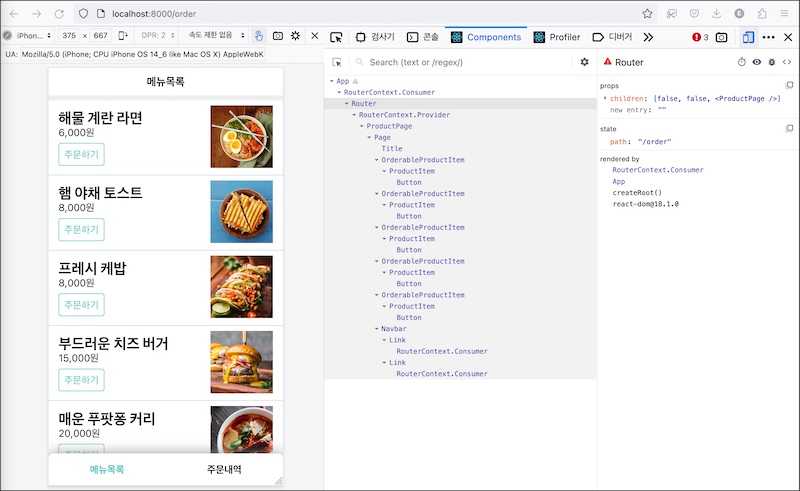 localhost:8000/order
iPhon...
375
x
667
DPR: 2
속도 제한 없음
검사기
콘솔
Components
Profiler
디버거
3
UA: Mozilla/5.0 (iPhone; CPU iPhone OS 14_6 like Mac OS X) AppleWebK
메뉴목록
해물 계란 라면
6,000원
주문하기
햄 야채 토스트
8,000원
주문하기
프레시 케밥
8,000원
주문하기
부드러운 치즈 버거
15,000원
주문하기
매운 푸팟퐁 커리
20,000원
주문하기
메뉴목록
주문내역
Search (text or /regex/)
App
RouterContext.Consumer
Router
RouterContext.Provider
ProductPage
Page
Title
OrderableProductItem
ProductItem
Button
OrderableProductItem
ProductItem
Button
OrderableProductItem
ProductItem
Button
OrderableProductItem
ProductItem
Button
OrderableProductItem
ProductItem
Button
Navbar
Link
RouterContext.Consumer
Link
RouterContext.Consumer
Router
props
children: [false, false, <ProductPage />]
new entry: ""
state
path: "/order"
rendered by
RouterContext.Consumer
App
createRoot()
react-dom@18.1.0